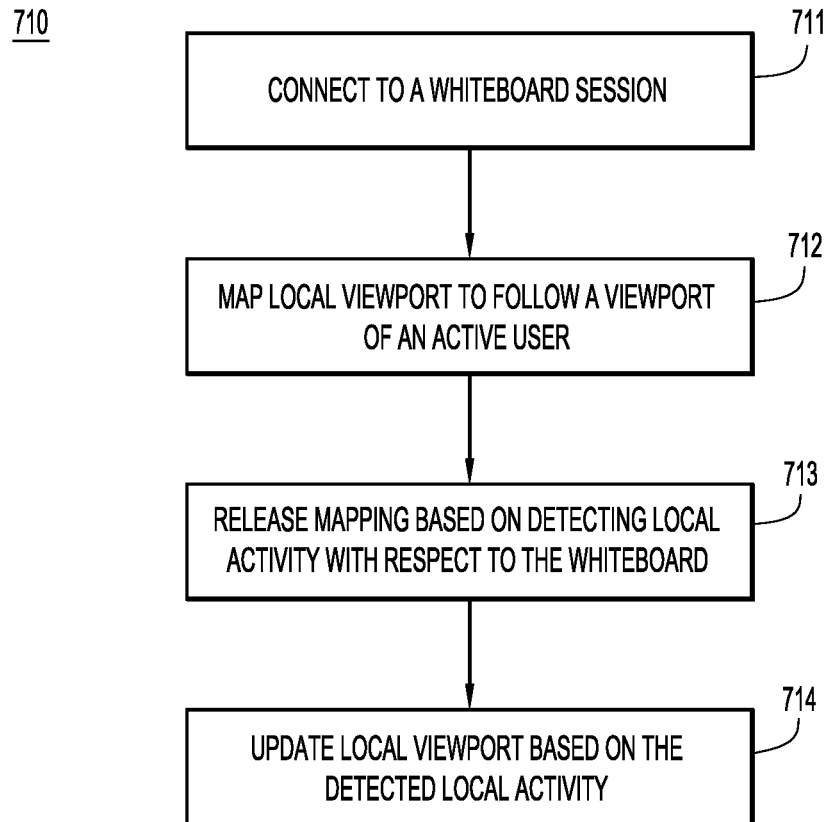 710
711
CONNECT TO A WHITEBOARD SESSION
712
MAP LOCAL VIEWPORT TO FOLLOW A VIEWPORT
OF AN ACTIVE USER
713
RELEASE MAPPING BASED ON DETECTING LOCAL
ACTIVITY WITH RESPECT TO THE WHITEBOARD
714
UPDATE LOCAL VIEWPORT BASED ON THE
DETECTED LOCAL ACTIVITY